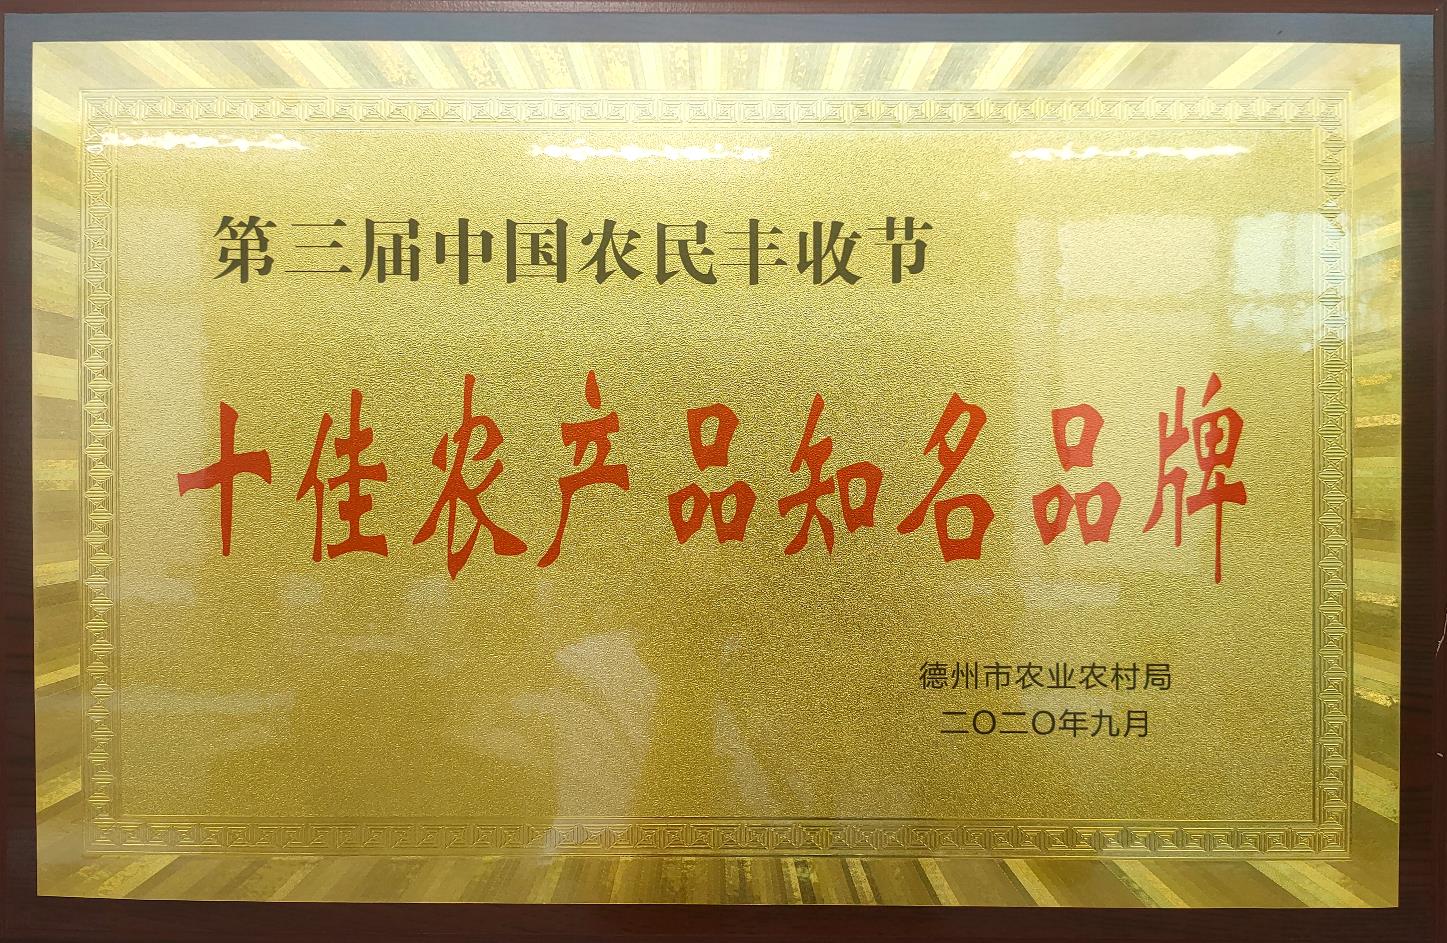 第三届中国农民丰收节
十佳农产品知名品牌
德州市农业农村局
二〇二〇年九月